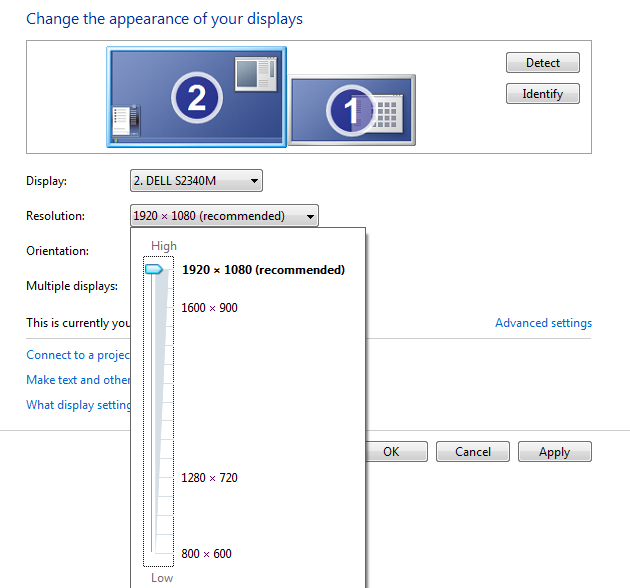 Change the appearance of your displays
2
1
Detect
Identify
Display:
2. DELL S2340M
Resolution:
1920 × 1080 (recommended)
High
Orientation:
1920 × 1080 (recommended)
Multiple displays:
1600 × 900
This is currently you
Advanced settings
Connect to a projec
Make text and other
What display setting
OK
Cancel
Apply
1280 × 720
800 × 600
Low